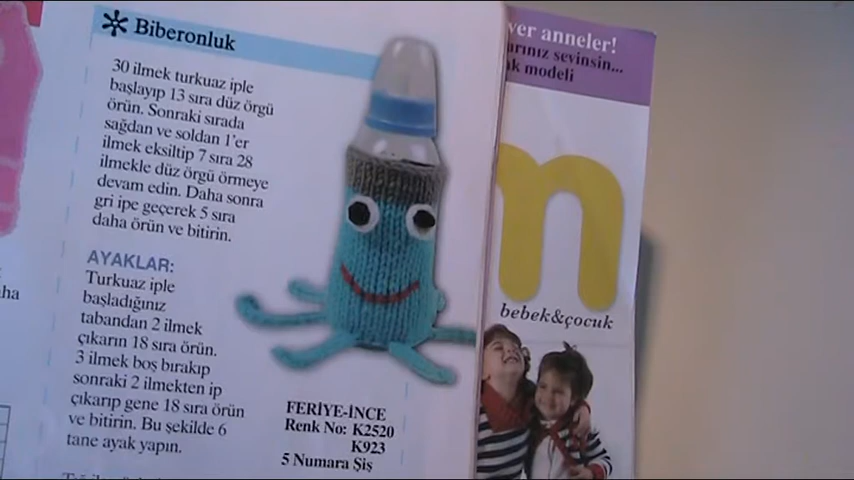 Biberonluk
30 ilmek turkuaz iple
başlayıp 13 sıra düz örgü
örün. Sonraki sırada
sağdan ve soldan 1'er
ilmek eksiltip 7 sıra 28
ilmekle düz örgü örmeye
devam edin. Daha sonra
gri ipe geçerek 5 sıra
daha örün ve bitirin.
AYAKLAR:
Turkuaz iple
başladığınız
tabandan 2 ilmek
çıkarın 18 sıra örün.
3 ilmek boş bırakıp
sonraki 2 ilmekten ip
çıkarıp gene 18 sıra örün
ve bitirin. Bu şekilde 6
tane ayak yapın.
FERİYE-İNCE
Renk No: K2520
K923
5 Numara Şiş
anneler!
sevinsin...
modeli
n
bebek&çocuk